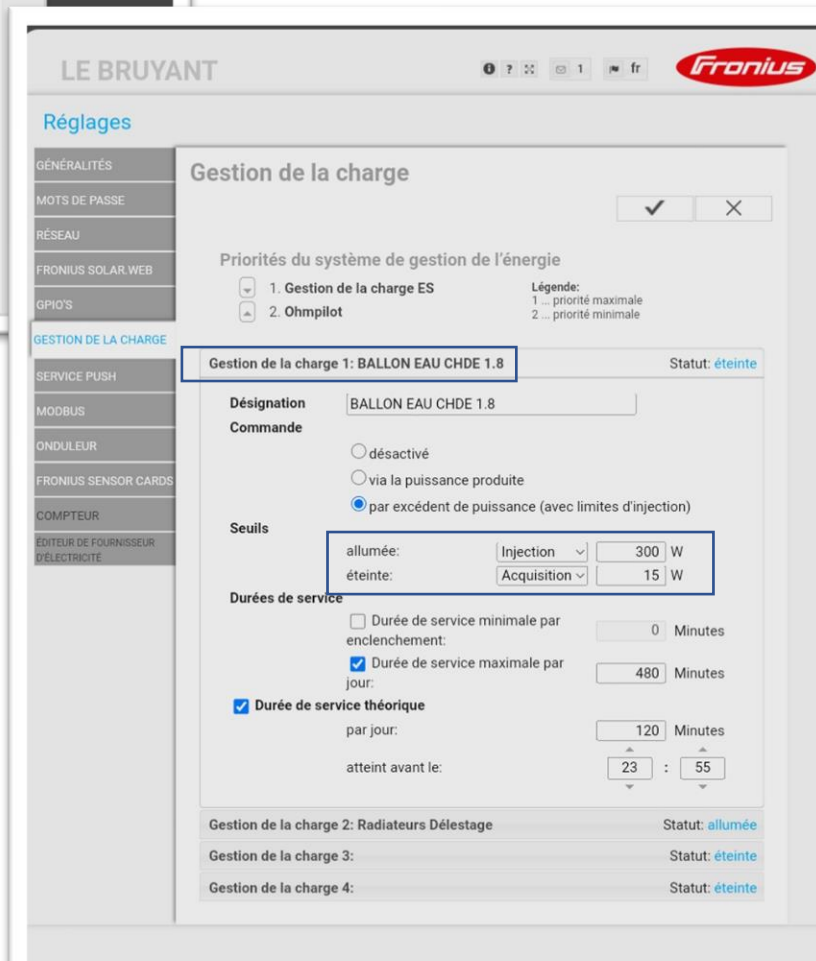 LE BRUYANT
i ? 1 fr
Fronius
Réglages
GÉNÉRALITÉS
MOTS DE PASSE
RÉSEAU
FRONIUS SOLAR.WEB
GPIO'S
GESTION DE LA CHARGE
SERVICE PUSH
MODBUS
ONDULEUR
FRONIUS SENSOR CARDS
COMPTEUR
ÉDITEUR DE FOURNISSEUR
D'ÉLECTRICITÉ
Gestion de la charge
Priorités du système de gestion de l'énergie
1. Gestion de la charge ES
2. Ohmpilot
Légende:
1 ... priorité maximale
2 ... priorité minimale
Gestion de la charge 1: BALLON EAU CHDE 1.8 Statut: éteinte
Désignation BALLON EAU CHDE 1.8
Commande
désactivé
via la puissance produite
par excédent de puissance (avec limites d'injection)
Seuils
allumée: Injection 300 W
éteinte: Acquisition 15 W
Durées de service
Durée de service minimale par
enclenchement: 0 Minutes
Durée de service maximale par
jour: 480 Minutes
Durée de service théorique
par jour: 120 Minutes
atteint avant le: 23 : 55
Gestion de la charge 2: Radiateurs Délestage Statut: allumée
Gestion de la charge 3: Statut: éteinte
Gestion de la charge 4: Statut: éteinte